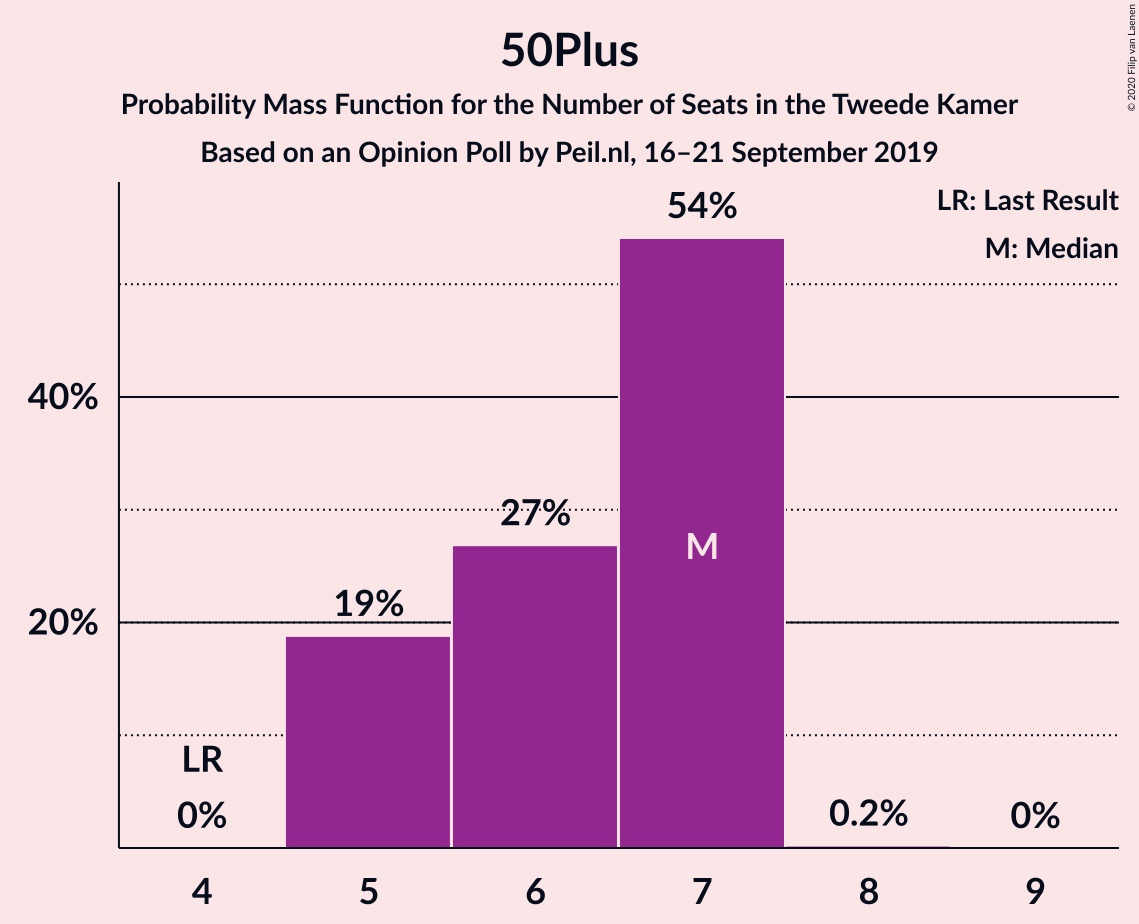 50Plus
Probability Mass Function for the Number of Seats in the Tweede Kamer
Based on an Opinion Poll by Peil.nl, 16–21 September 2019
© 2020 Filip van Laenen
LR: Last Result
M: Median
54%
40%
27%
M
20%
19%
LR
0%
0.2%
0%
4 5 6 7 8 9